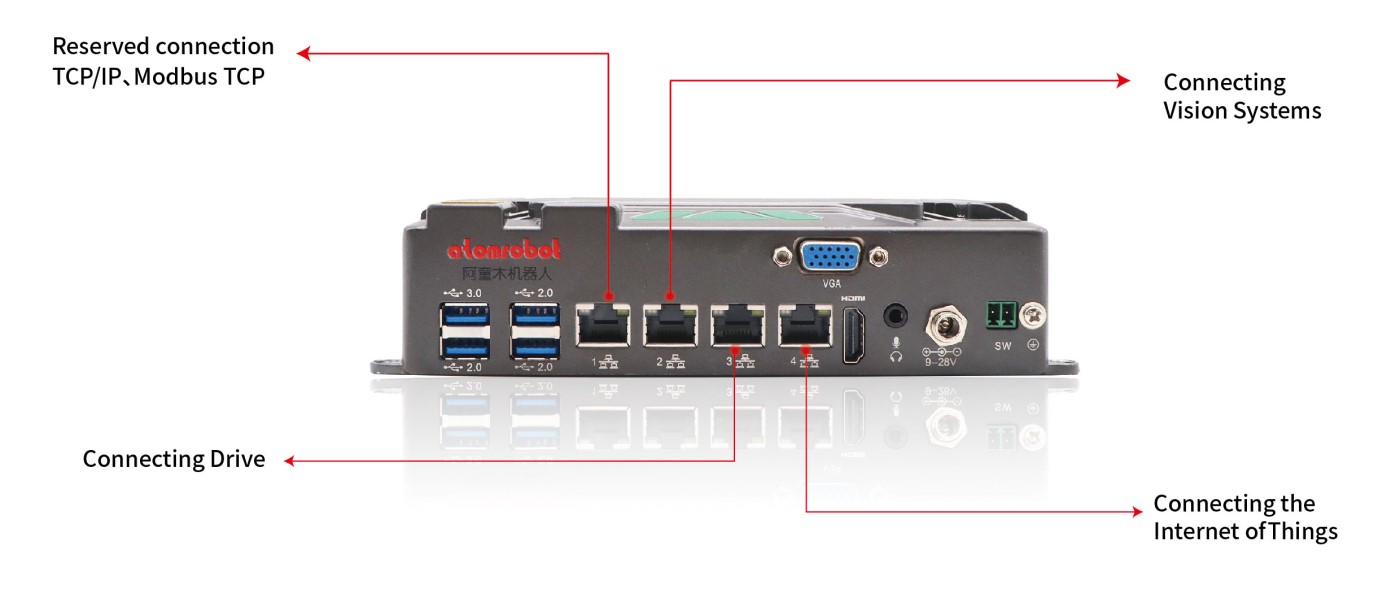 Reserved connection
TCP/IP、Modbus TCP
Connecting
Vision Systems
atomrobot
阿童木机器人
VGA
3.0
2.0
HDMI
2.0
2.0
1
2
3
4
9-28V
SW
Connecting Drive
Connecting the
Internet ofThings